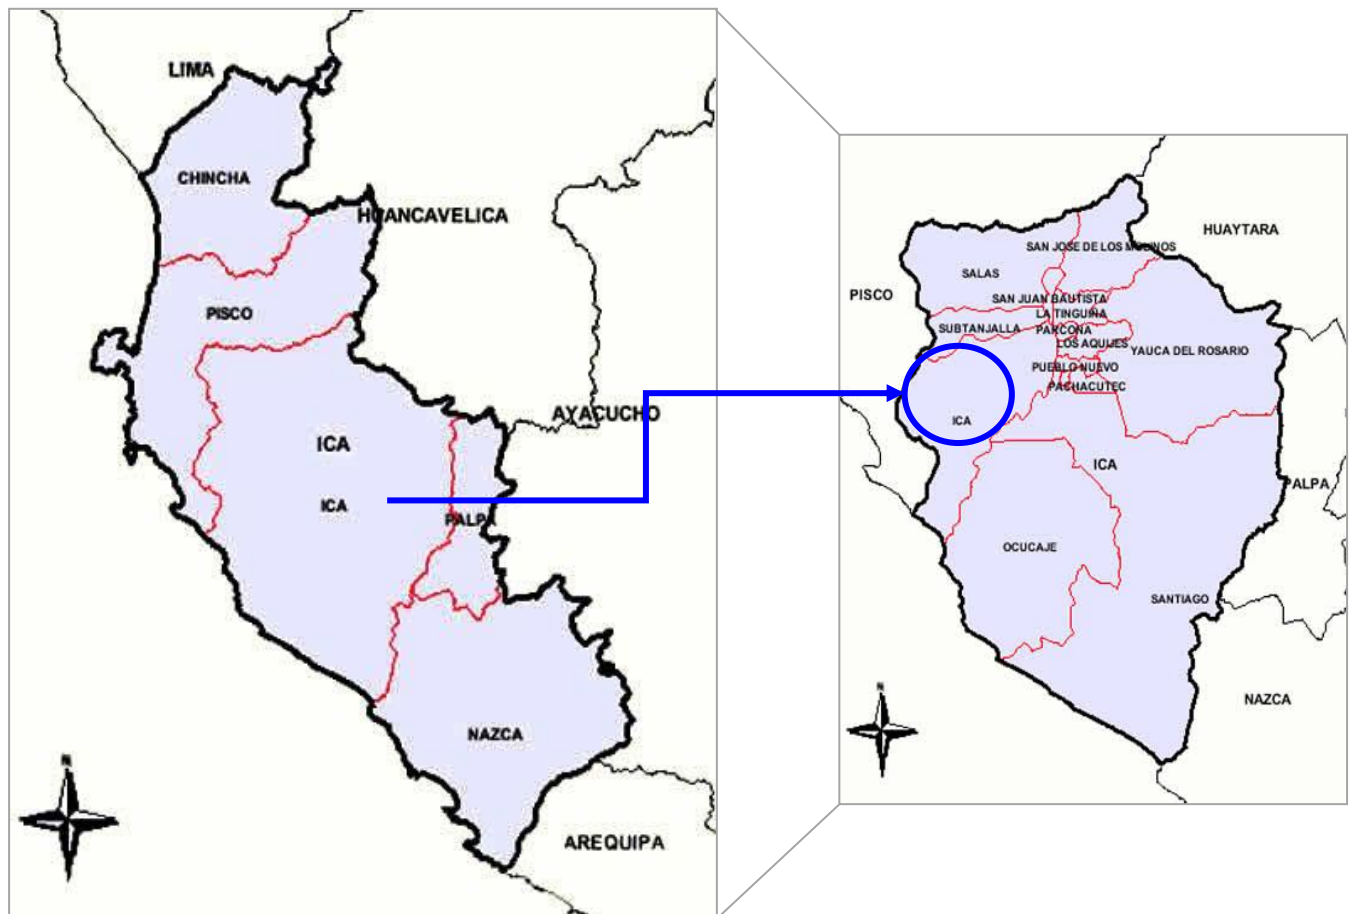 LIMA
CHINCHA
HUANCAVELICA
PISCO
AYACUCHO
ICA
ICA
PALPA
NAZCA
N
AREQUIPA
HUAYTARA
SAN JOSE DE LOS MOLINOS
SALAS
PISCO
SAN JUAN BAUTISTA
LA TINGUIÑA
SUBTANJALLA
PARCONA
LOS AQUIJES
YAUCA DEL ROSARIO
PUEBLO NUEVO
PACHACUTEC
ICA
ICA
PALPA
OCUCAJE
SANTIAGO
N
NAZCA